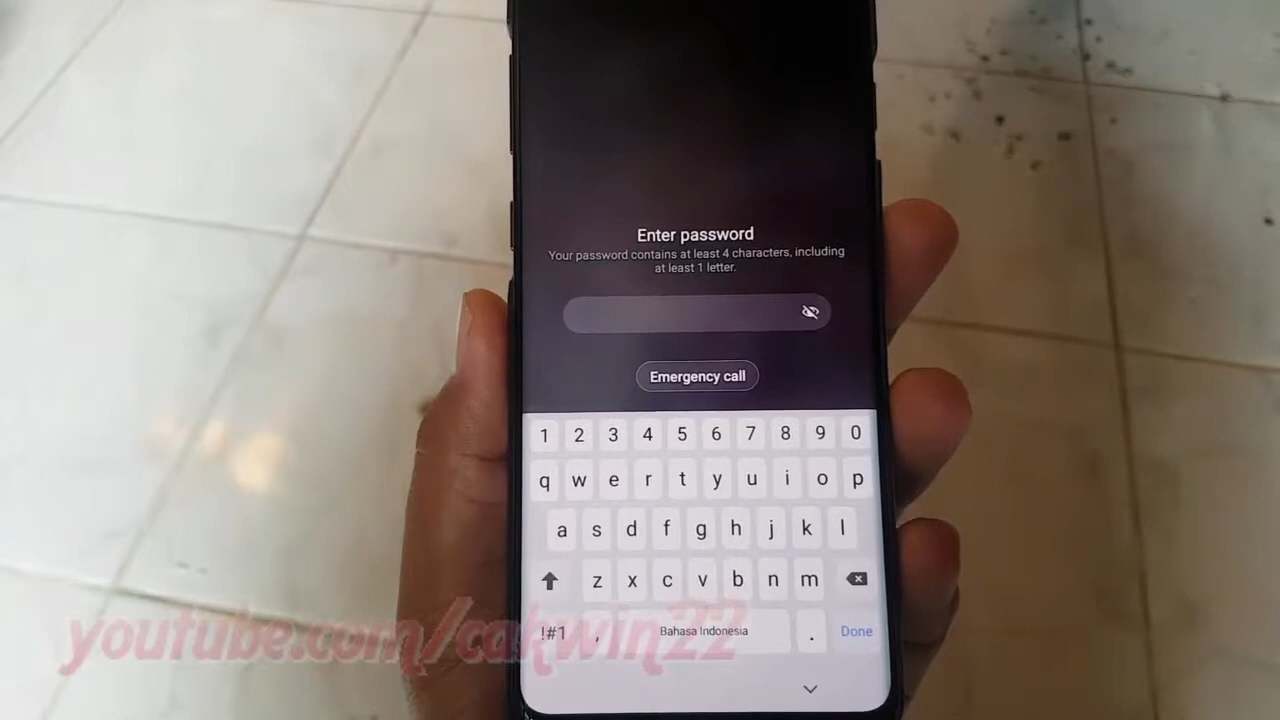 Enter password
Your password contains at least 4 characters, including
at least 1 letter.
Emergency call
1 2 3 4 5 6 7 8 9 0
q w e r t y u i o p
a s d f g h j k l
z x c v b n m
!#1 , Bahasa Indonesia . Done
youtube.com/cakwin22